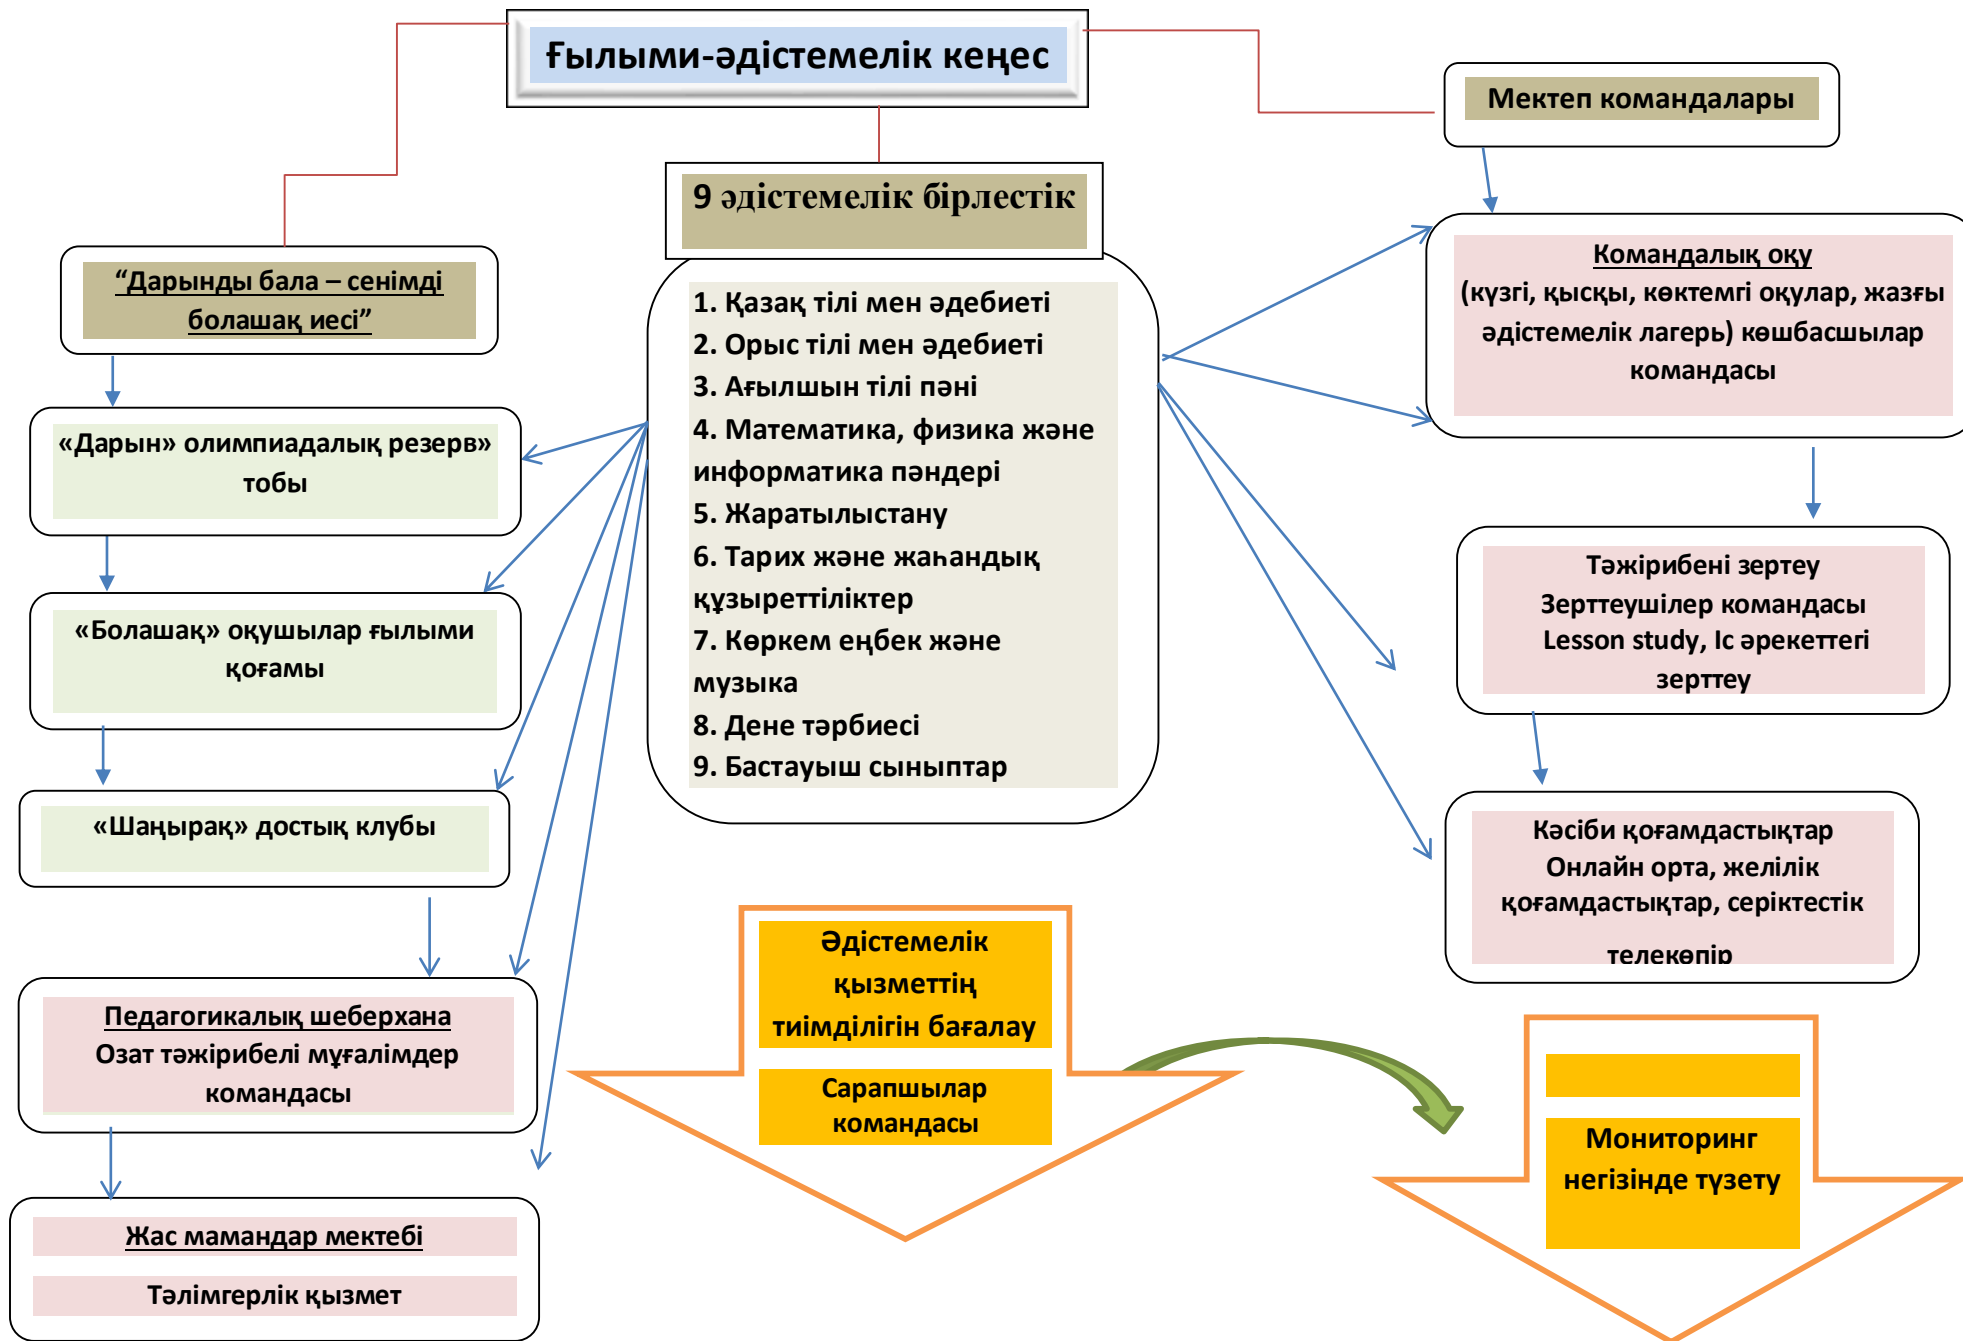 Ғылыми-әдістемелік кеңес
Мектеп командалары
9 әдістемелік бірлестік
“Дарынды бала – сенімді
болашақ иесі”
«Дарын» олимпиадалық резерв»
тобы
«Болашақ» оқушылар ғылыми
қоғамы
«Шаңырақ» достық клубы
Педагогикалық шеберхана
Озат тәжірибелі мұғалімдер
командасы
Жас мамандар мектебі
Тәлімгерлік қызмет
1. Қазақ тілі мен әдебиеті
2. Орыс тілі мен әдебиеті
3. Ағылшын тілі пәні
4. Математика, физика және
информатика пәндері
5. Жаратылыстану
6. Тарих және жаһандық
құзыреттіліктер
7. Көркем еңбек және
музыка
8. Дене тәрбиесі
9. Бастауыш сыныптар
Әдістемелік
қызметтің
тиімділігін бағалау
Сарапшылар
командасы
Командалық оқу
(күзгі, қысқы, көктемгі оқулар, жазғы
әдістемелік лагерь) көшбасшылар
командасы
Тәжірибені зертеу
Зерттеушілер командасы
Lesson study, Іс әрекеттегі
зерттеу
Кәсіби қоғамдастықтар
Онлайн орта, желілік
қоғамдастықтар, серіктестік
телекөпір
Мониторинг
негізінде түзету